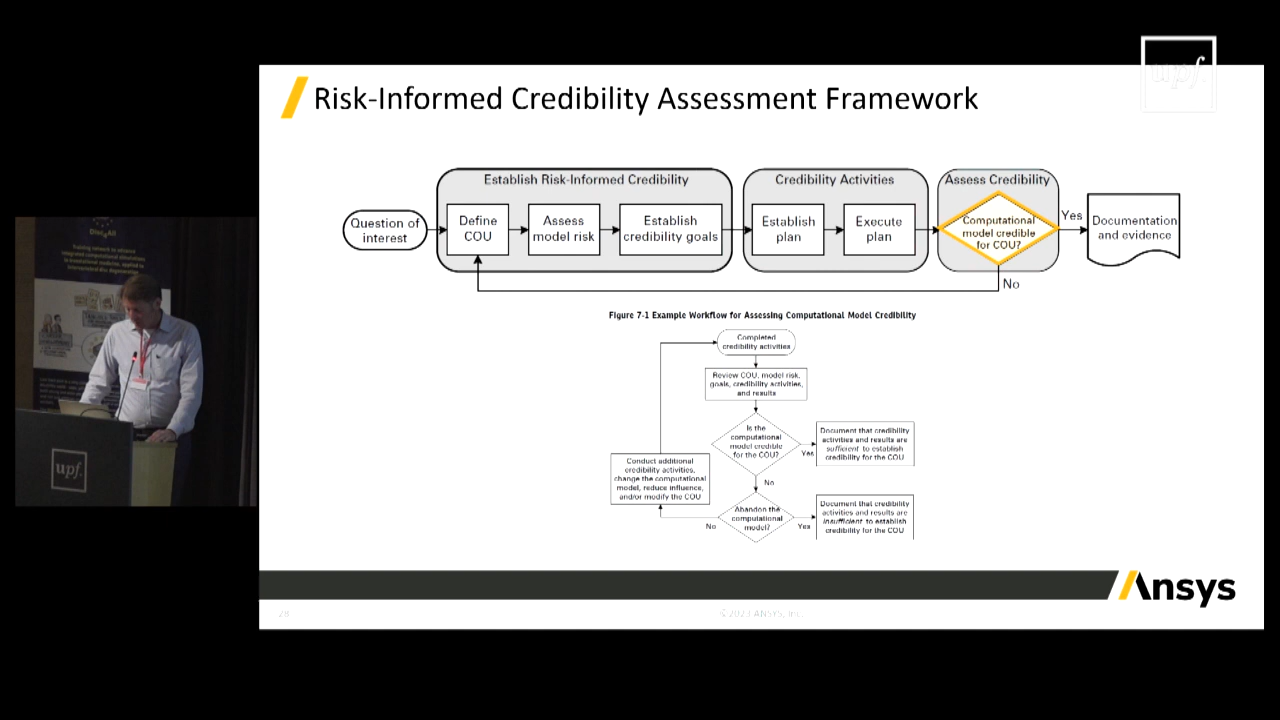 upf.
Risk-Informed Credibility Assessment Framework
Establish Risk-Informed Credibility
Credibility Activities
Assess Credibility
Question of
interest
Define
COU
Assess
model risk
Establish
credibility goals
Establish
plan
Execute
plan
Computational
model credible
for COU?
Yes
Documentation
and evidence
No
Figure 7-1 Example Workflow for Assessing Computational Model Credibility
Completed
credibility activities
Review COU, model risk,
goals, credibility activities,
and results
Is the
computational
model credible
for the COU?
Yes
Document that credibility
activities and results are
sufficient to establish
credibility for the COU
No
Conduct additional
credibility activities,
change the computational
model, reduce influence,
and/or modify the COU
Abandon the
computational
model?
No
Yes
Document that credibility
activities and results are
insufficient to establish
credibility for the COU
Ansys
28
©2023 ANSYS, Inc.
upf.